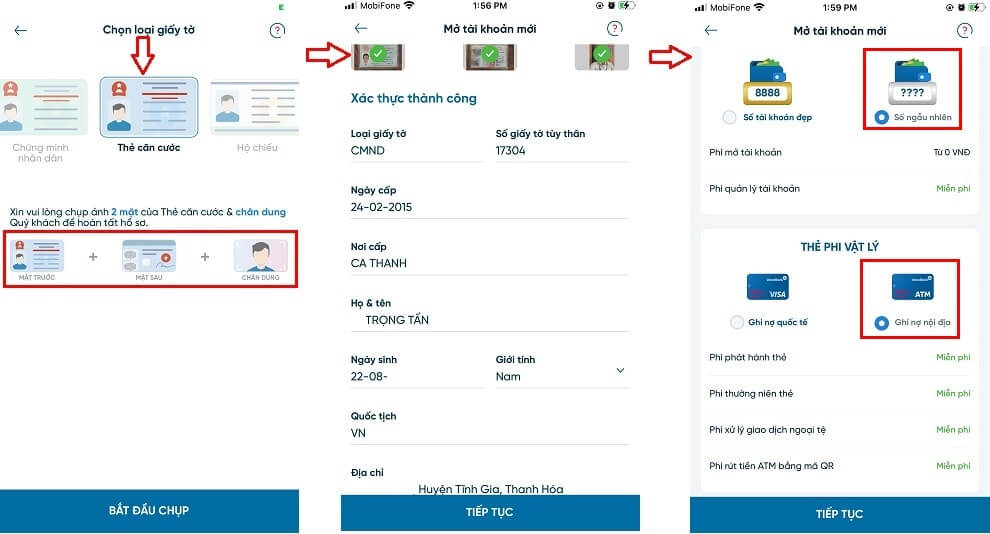 Chọn loại giấy tờ
?
Chứng minh
nhân dân
Thẻ căn cước
Hộ chiếu
Xin vui lòng chụp ảnh 2 mặt của Thẻ căn cước & chân dung
Quý khách để hoàn tất hồ sơ.
+
+
MẶT TRƯỚC
MẶT SAU
CHÂN DUNG
BẮT ĐẦU CHỤP
MobiFone
1:56 PM
Mở tài khoản mới
?
Xác thực thành công
Loại giấy tờ
CMND
Số giấy tờ tùy thân
17304
Ngày cấp
24-02-2015
Nơi cấp
CA THANH
Họ & tên
TRỌNG TẤN
Ngày sinh
22-08-
Giới tính
Nam
Quốc tịch
VN
Địa chỉ
Huyện Tĩnh Gia, Thanh Hóa
TIẾP TỤC
MobiFone
1:59 PM
Mở tài khoản mới
?
8888
????
Số tài khoản đẹp
Số ngẫu nhiên
Phí mở tài khoản
Từ 0 VNĐ
Phí quản lý tài khoản
Miễn phí
THẺ PHI VẬT LÝ
VISA
ATM
Ghi nợ quốc tế
Ghi nợ nội địa
Phí phát hành thẻ
Miễn phí
Phí thường niên thẻ
Miễn phí
Phí xử lý giao dịch ngoại tệ
Miễn phí
Phí rút tiền ATM bằng mã QR
Miễn phí
TIẾP TỤC